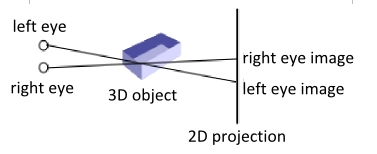 left eye
right eye
3D object
right eye image
left eye image
2D projection